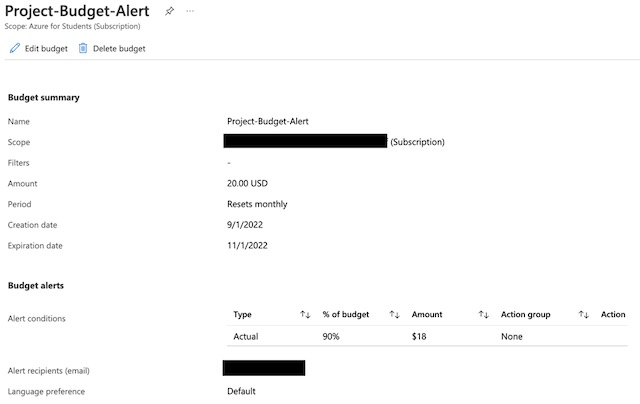 Project-Budget-Alert
Scope: Azure for Students (Subscription)
Edit budget Delete budget
Budget summary
Name Project-Budget-Alert
Scope (Subscription)
Filters -
Amount 20.00 USD
Period Resets monthly
Creation date 9/1/2022
Expiration date 11/1/2022
Budget alerts
Alert conditions
Type ↑↓ % of budget ↑↓ Amount ↑↓ Action group ↑↓ Action
Actual 90% $18 None
Alert recipients (email)
Language preference Default